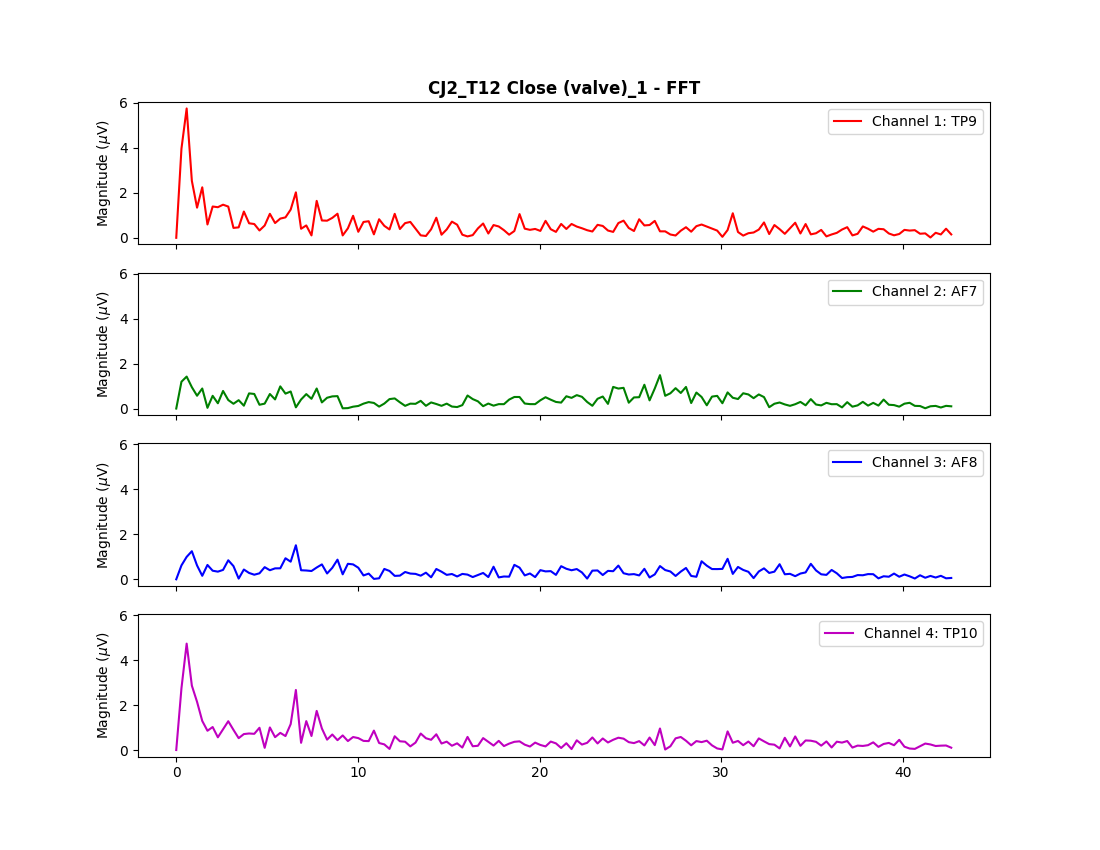 CJ2_T12 Close (valve)_1 - FFT
6
4
2
0
Magnitude (μV)
Channel 1: TP9
6
4
2
0
Magnitude (μV)
Channel 2: AF7
6
4
2
0
Magnitude (μV)
Channel 3: AF8
6
4
2
0
Magnitude (μV)
Channel 4: TP10
0 10 20 30 40